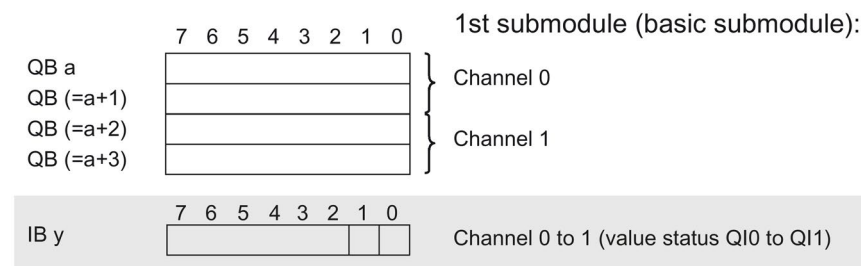 1st submodule (basic submodule):
7 6 5 4 3 2 1 0
QB a
QB (=a+1)
Channel 0
QB (=a+2)
QB (=a+3)
Channel 1
7 6 5 4 3 2 1 0
IB y
Channel 0 to 1 (value status QI0 to QI1)